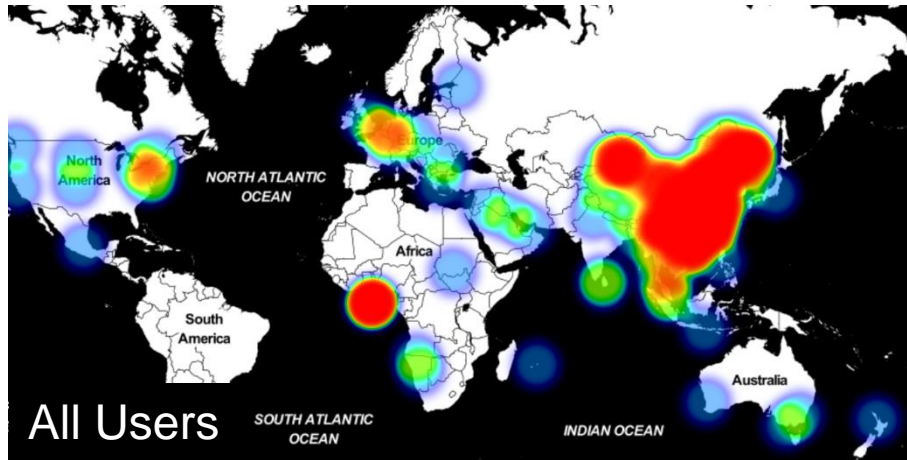 Europe
North
America
NORTH ATLANTIC
OCEAN
Africa
South
America
Australia
All Users
SOUTH ATLANTIC
OCEAN
INDIAN OCEAN